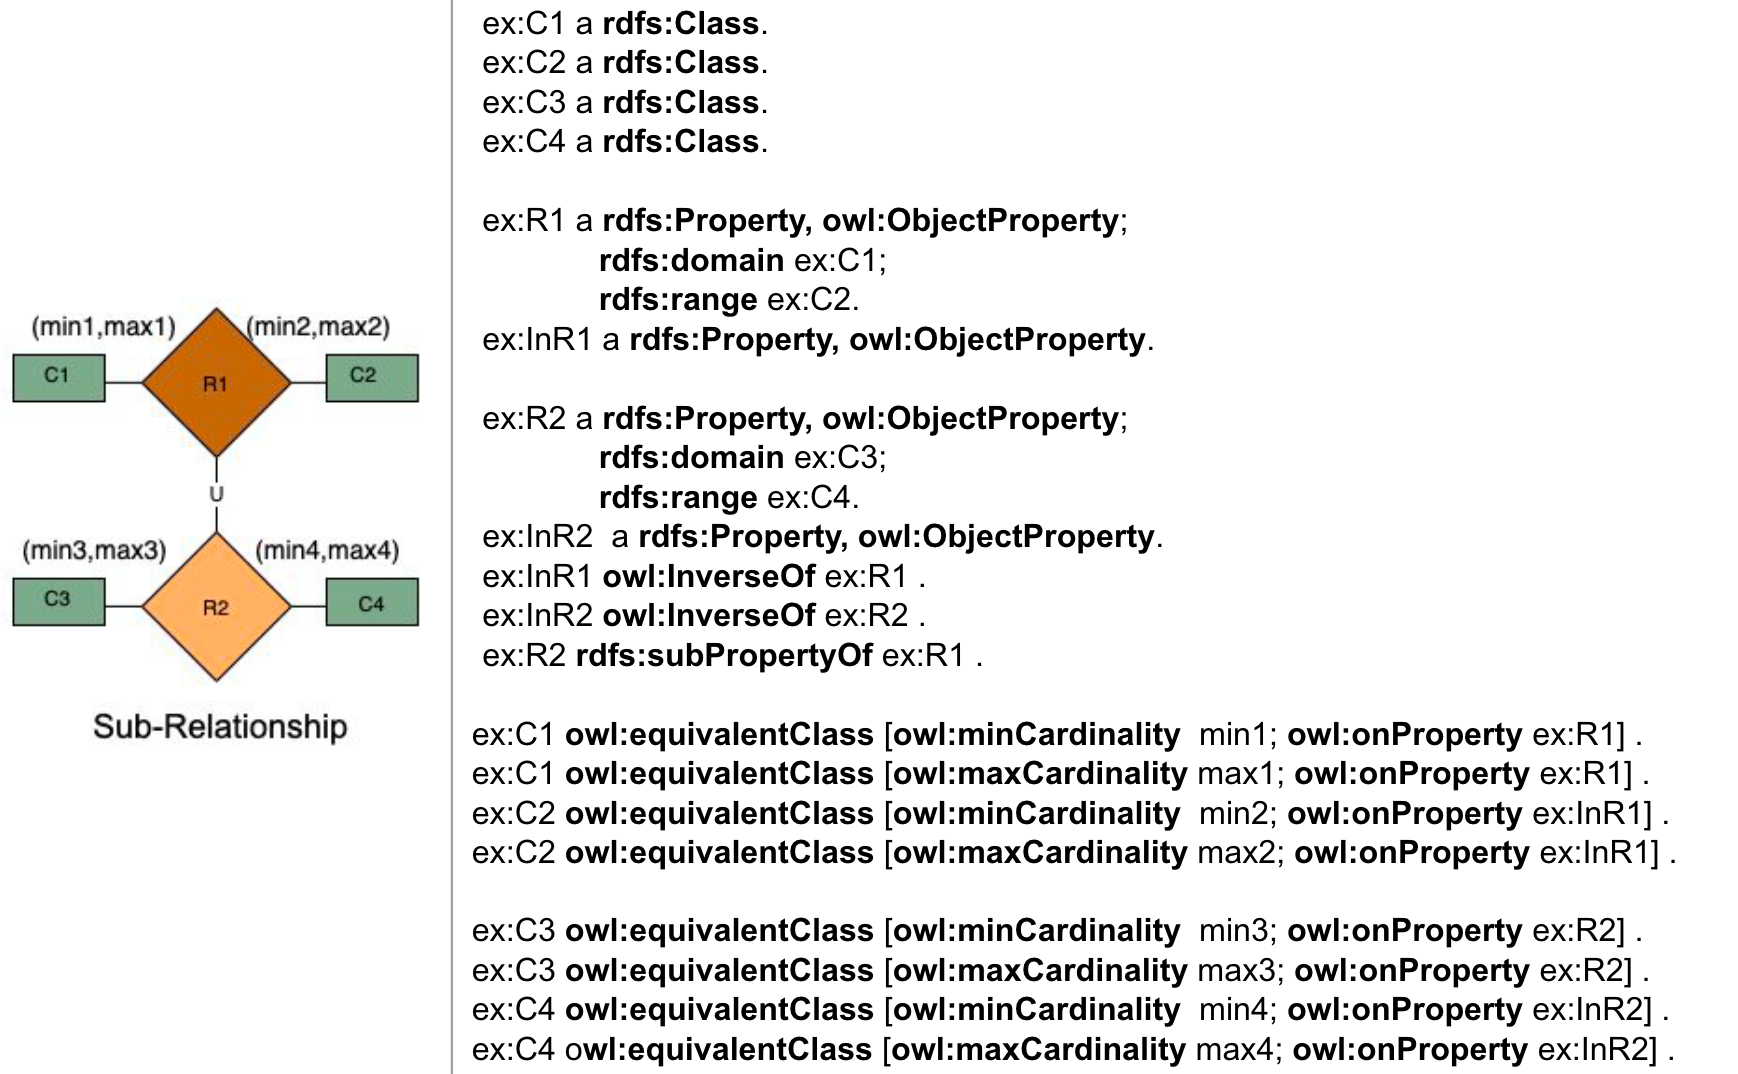 (min1,max1)
(min2,max2)
C1
R1
C2
U
(min3,max3)
(min4,max4)
C3
R2
C4
Sub-Relationship
ex:C1 a rdfs:Class.
ex:C2 a rdfs:Class.
ex:C3 a rdfs:Class.
ex:C4 a rdfs:Class.
ex:R1 a rdfs:Property, owl:ObjectProperty;
rdfs:domain ex:C1;
rdfs:range ex:C2.
ex:InR1 a rdfs:Property, owl:ObjectProperty.
ex:R2 a rdfs:Property, owl:ObjectProperty;
rdfs:domain ex:C3;
rdfs:range ex:C4.
ex:InR2 a rdfs:Property, owl:ObjectProperty.
ex:InR1 owl:InverseOf ex:R1 .
ex:InR2 owl:InverseOf ex:R2 .
ex:R2 rdfs:subPropertyOf ex:R1 .
ex:C1 owl:equivalentClass [owl:minCardinality min1; owl:onProperty ex:R1] .
ex:C1 owl:equivalentClass [owl:maxCardinality max1; owl:onProperty ex:R1] .
ex:C2 owl:equivalentClass [owl:minCardinality min2; owl:onProperty ex:InR1] .
ex:C2 owl:equivalentClass [owl:maxCardinality max2; owl:onProperty ex:InR1] .
ex:C3 owl:equivalentClass [owl:minCardinality min3; owl:onProperty ex:R2] .
ex:C3 owl:equivalentClass [owl:maxCardinality max3; owl:onProperty ex:R2] .
ex:C4 owl:equivalentClass [owl:minCardinality min4; owl:onProperty ex:InR2] .
ex:C4 owl:equivalentClass [owl:maxCardinality max4; owl:onProperty ex:InR2] .